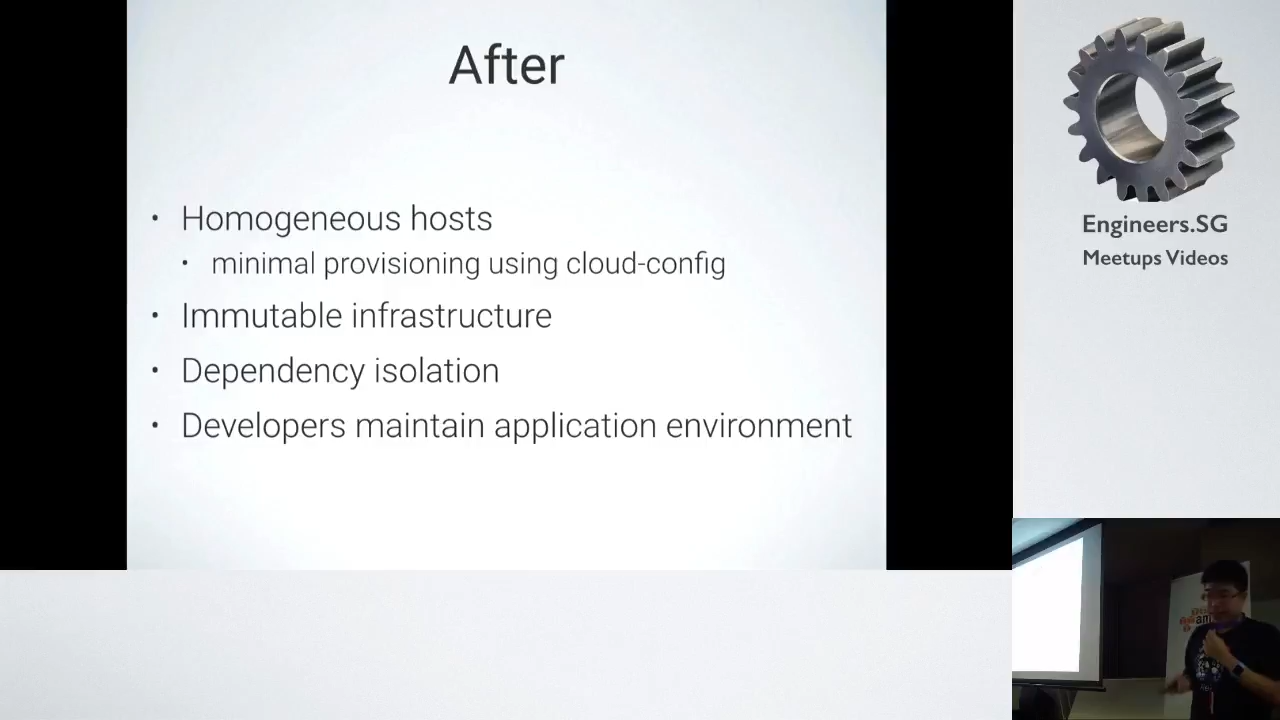 After
• Homogeneous hosts
• minimal provisioning using cloud-config
• Immutable infrastructure
• Dependency isolation
• Developers maintain application environment
Engineers.SG
Meetups Videos